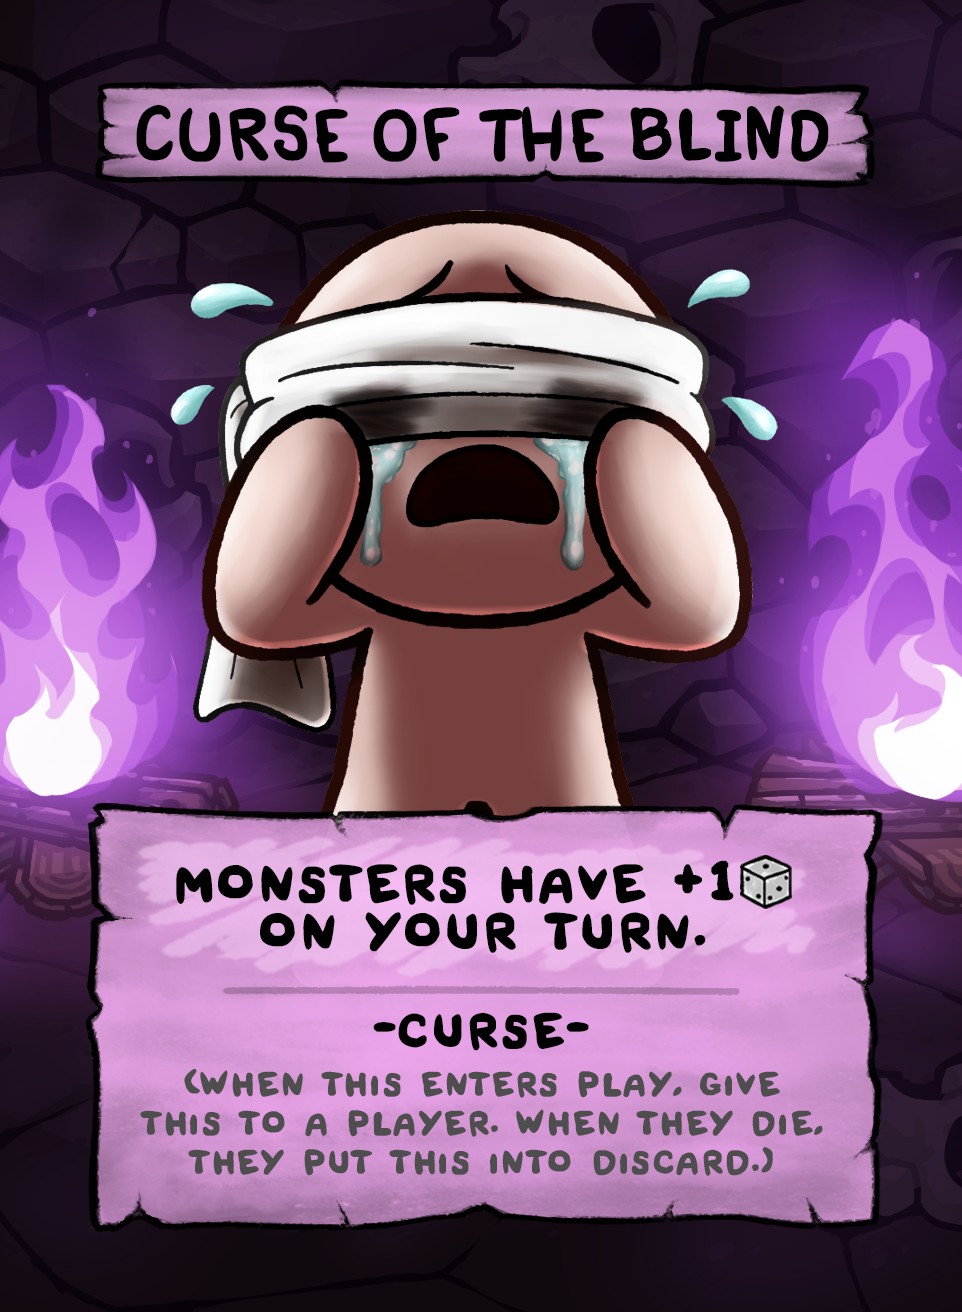 CURSE OF THE BLIND
MONSTERS HAVE +1
ON YOUR TURN.
-CURSE-
(WHEN THIS ENTERS PLAY, GIVE
THIS TO A PLAYER. WHEN THEY DIE,
THEY PUT THIS INTO DISCARD.)